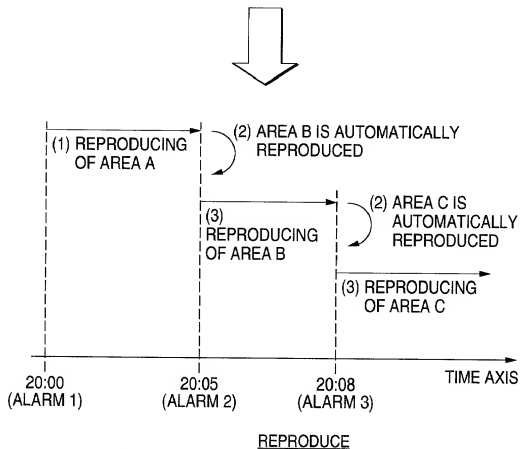 (1) REPRODUCING
OF AREA A
(2) AREA B IS AUTOMATICALLY
REPRODUCED
(3)
REPRODUCING
OF AREA B
(2) AREA C IS
AUTOMATICALLY
REPRODUCED
(3) REPRODUCING
OF AREA C
20:00
(ALARM 1)
20:05
(ALARM 2)
20:08
(ALARM 3)
TIME AXIS
REPRODUCE